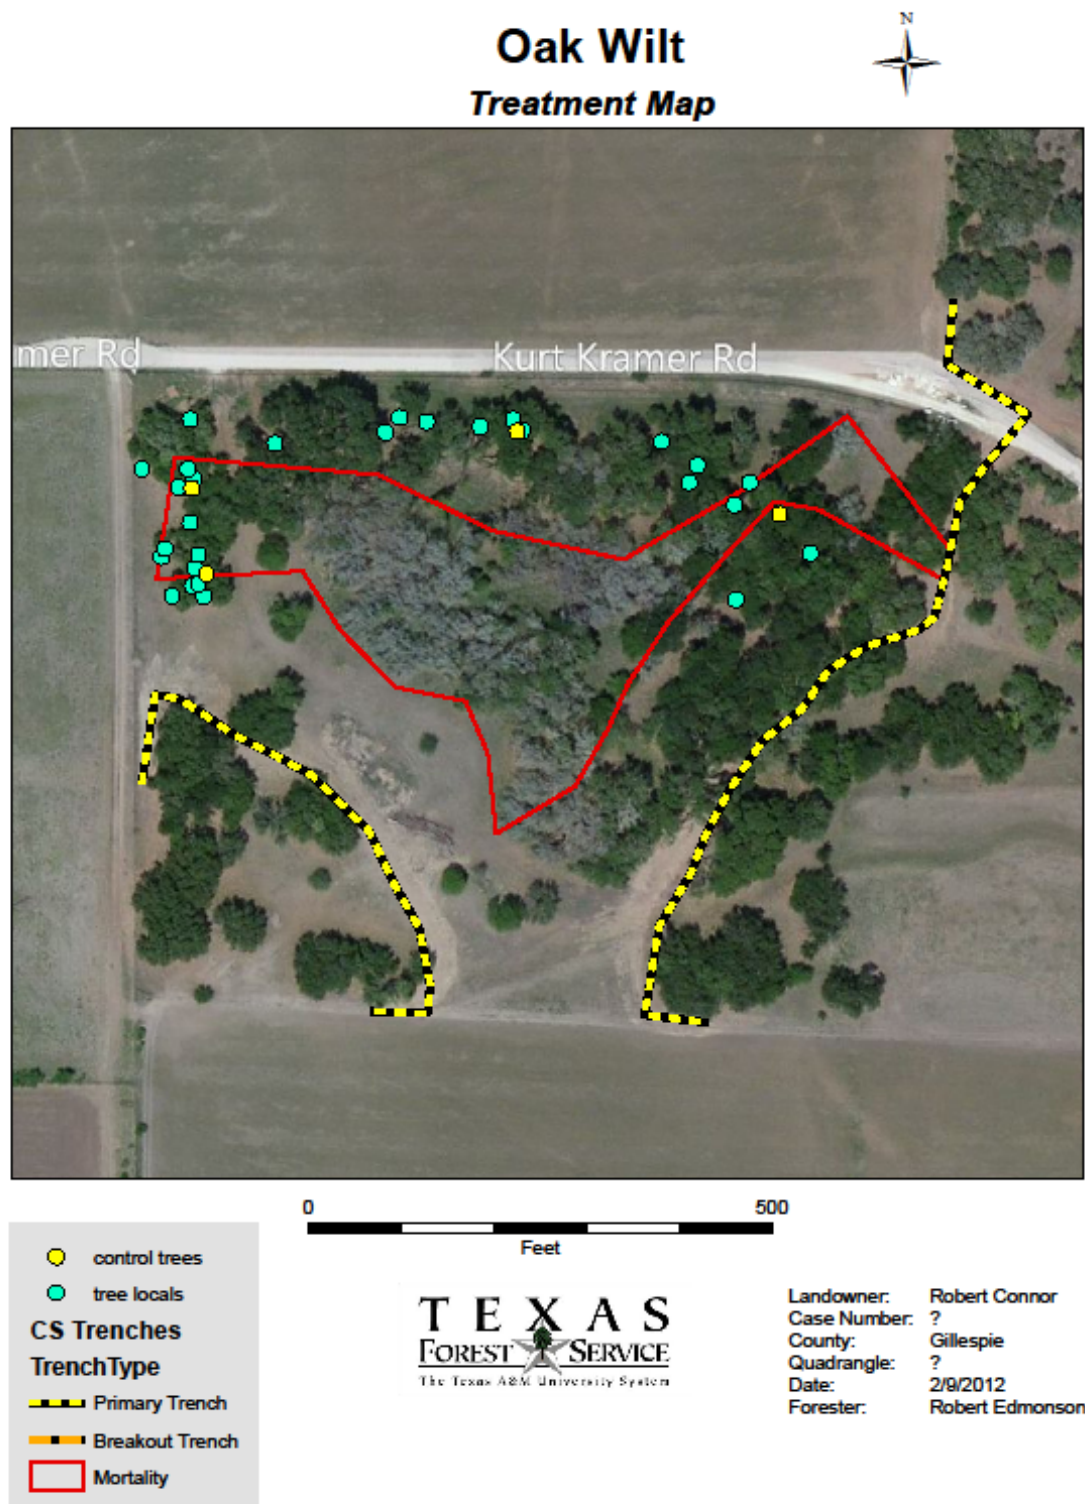 Oak Wilt
N
Treatment Map
mer Rd
Kurt Kramer Rd
0 500
Feet
control trees
tree locals
CS Trenches
TrenchType
Primary Trench
Breakout Trench
Mortality
TEXAS
FOREST SERVICE
The Texas A&M University System
Landowner: Robert Connor
Case Number: ?
County: Gillespie
Quadrangle: ?
Date: 2/9/2012
Forester: Robert Edmonson